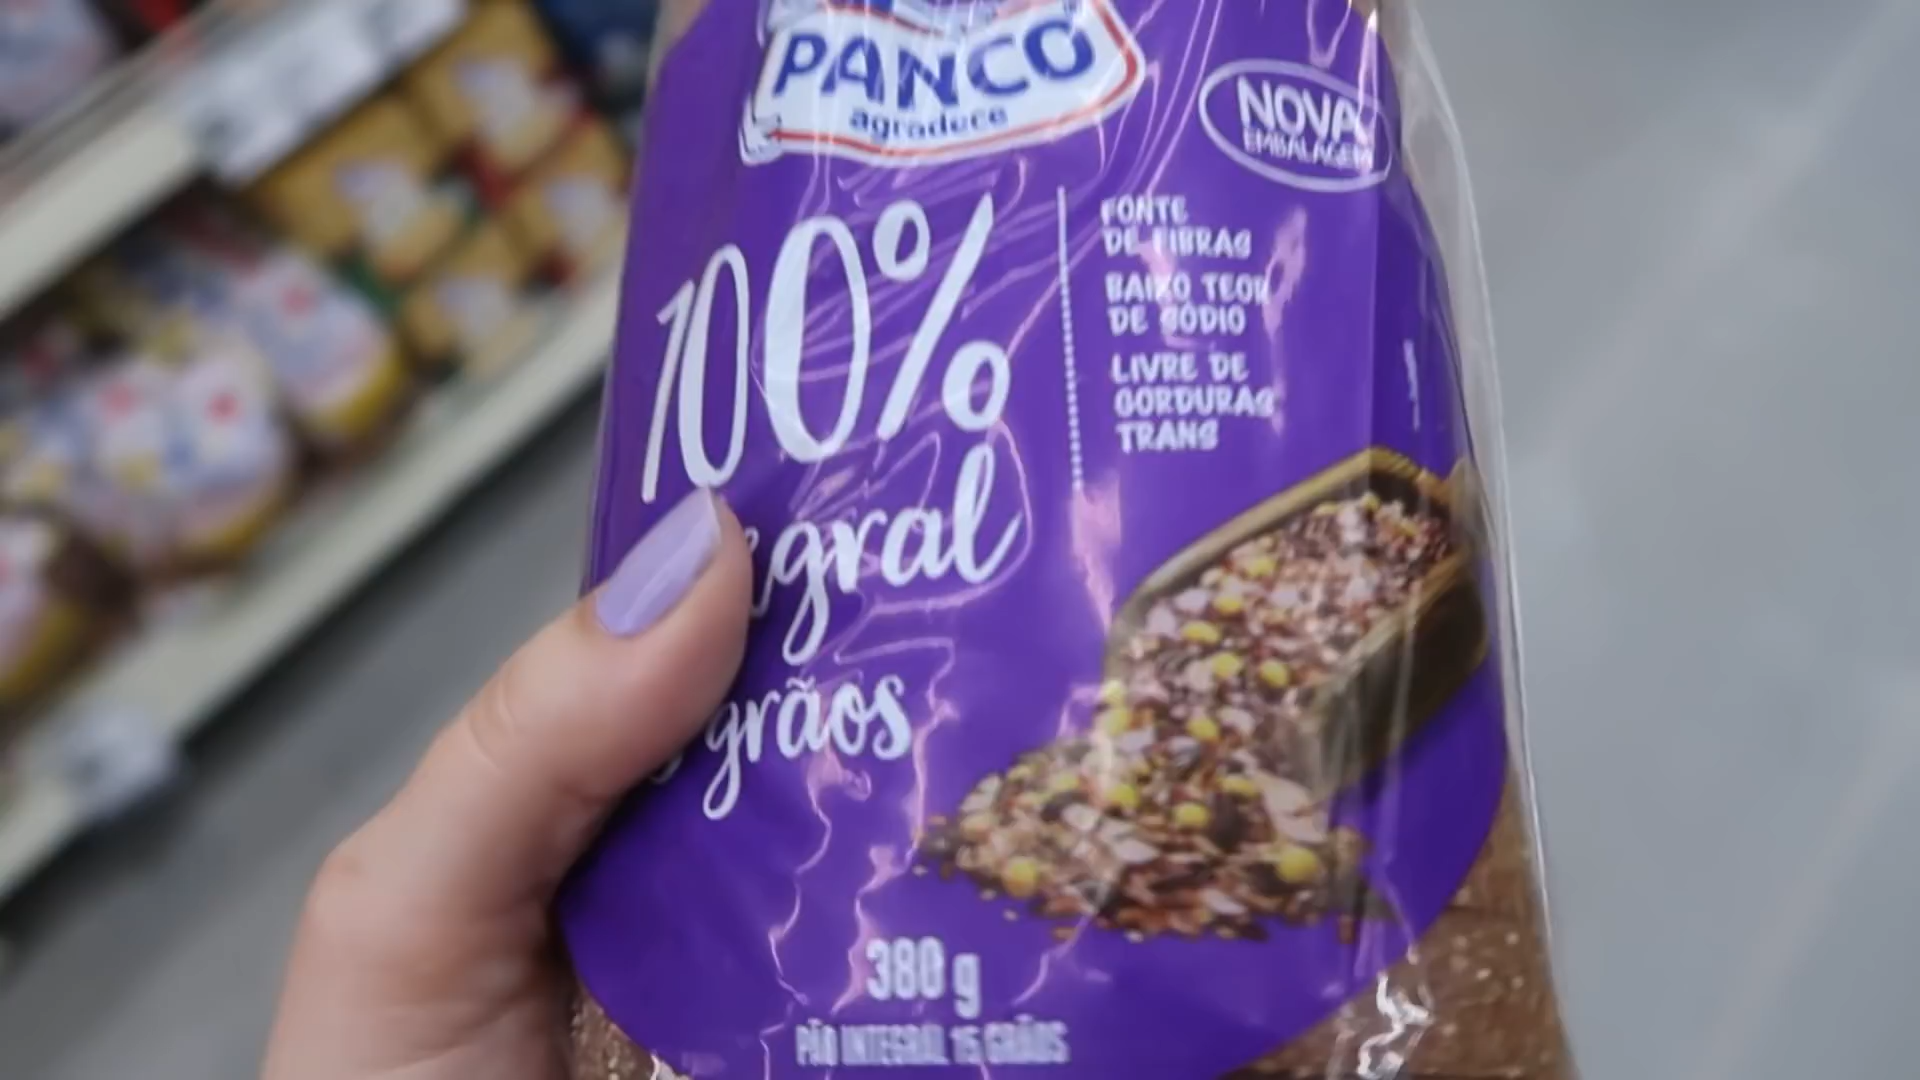 PANCO
agradece
NOVA
EMBALAGEM
100%
egral
grãos
FONTE
DE FIBRAS
BAIXO TEOR
DE SÓDIO
LIVRE DE
GORDURAS
TRANS
380 g
PÃO INTEGRAL 15 GRÃOS